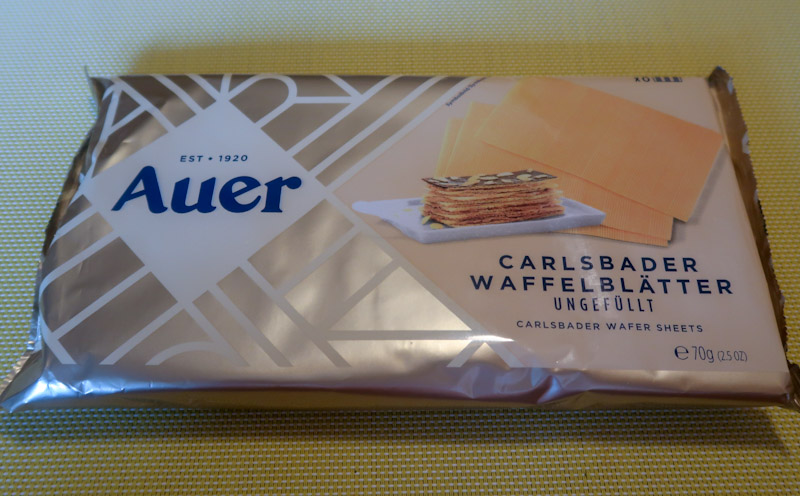 EST • 1920
Auer
CARLSBADER
WAFFELBLÄTTER
UNGEFÜLLT
CARLSBADER WAFER SHEETS
℮ 70g (2.5 OZ)